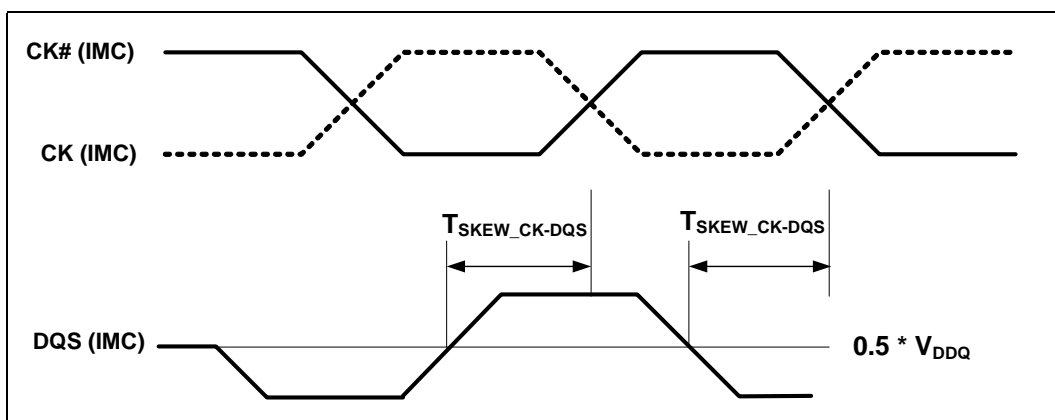 CK# (IMC)
CK (IMC)
TSKEW_CK-DQS
TSKEW_CK-DQS
DQS (IMC)
0.5 * VDDQ